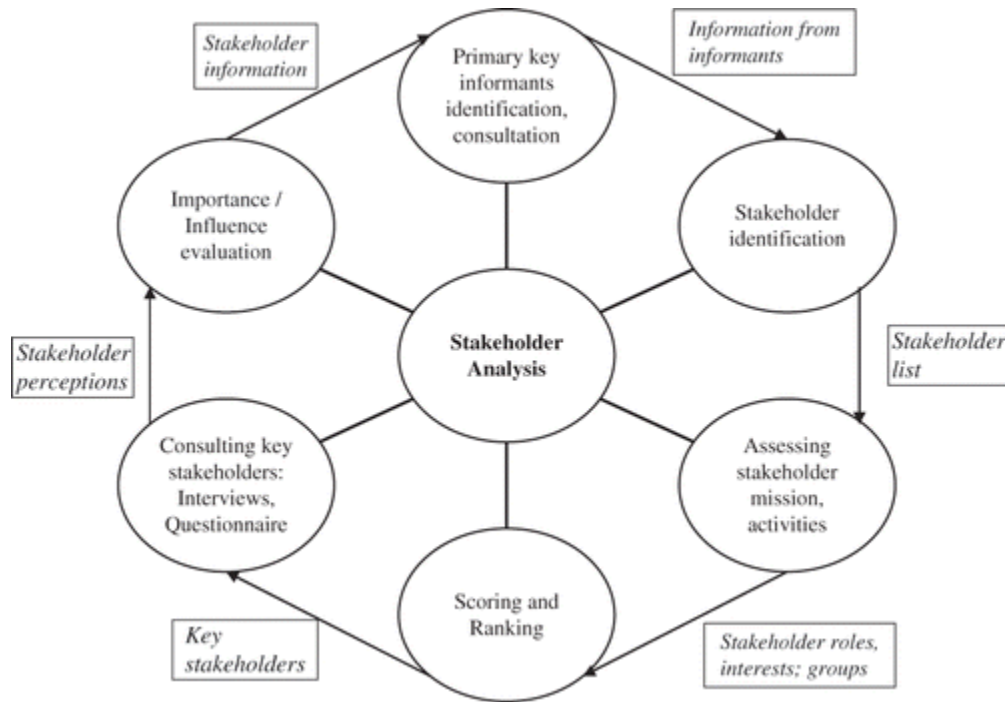 Stakeholder
information
Primary key
informants
identification,
consultation
Information from
informants
Importance /
Influence
evaluation
Stakeholder
identification
Stakeholder
Analysis
Stakeholder
perceptions
Stakeholder
list
Consulting key
stakeholders:
Interviews,
Questionnaire
Assessing
stakeholder
mission,
activities
Scoring and
Ranking
Key
stakeholders
Stakeholder roles,
interests; groups